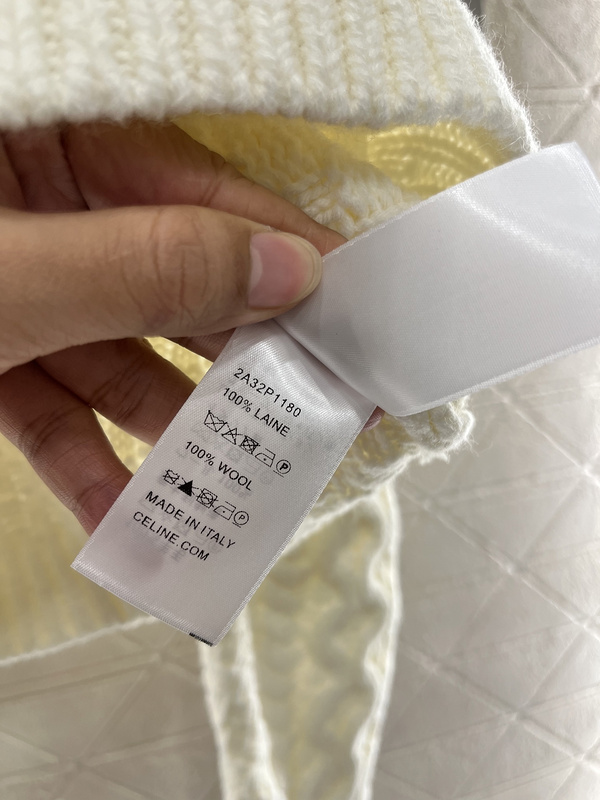 2A32P1180
100% LAINE
P
100% WOOL
P
MADE IN ITALY
CELINE.COM